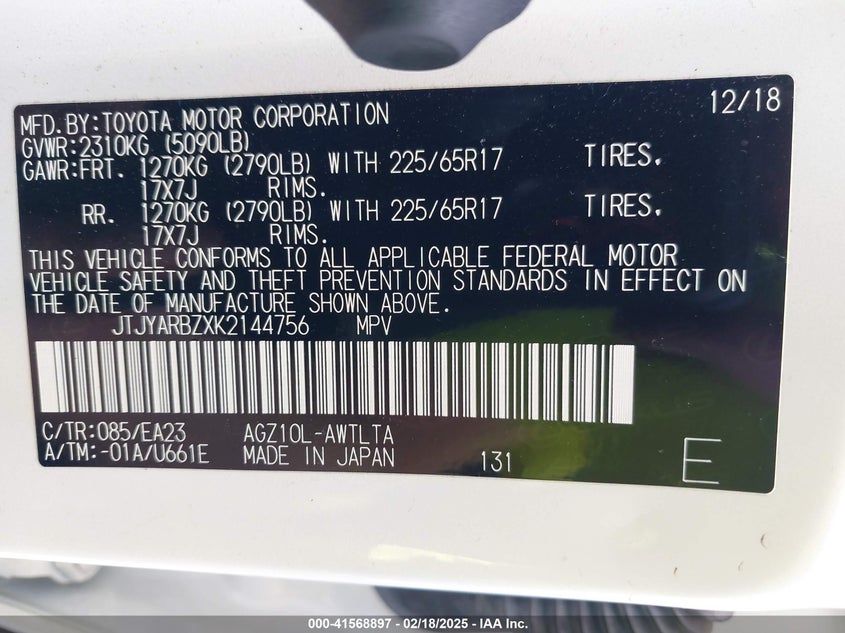 12/18
MFD.BY:TOYOTA MOTOR CORPORATION
GVWR:2310KG (5090LB)
GAWR:FRT. 1270KG (2790LB) WITH 225/65R17 TIRES.
17X7J RIMS.
RR. 1270KG (2790LB) WITH 225/65R17 TIRES.
17X7J RIMS.
THIS VEHICLE CONFORMS TO ALL APPLICABLE FEDERAL MOTOR
VEHICLE SAFETY AND THEFT PREVENTION STANDARDS IN EFFECT ON
THE DATE OF MANUFACTURE SHOWN ABOVE.
JTJYARBZXK2144756 MPV
C/TR:085/EA23 AGZ10L-AWTLTA
A/TM:-01A/U661E MADE IN JAPAN 131 E
000-41568897 - 02/18/2025 - IAA Inc.